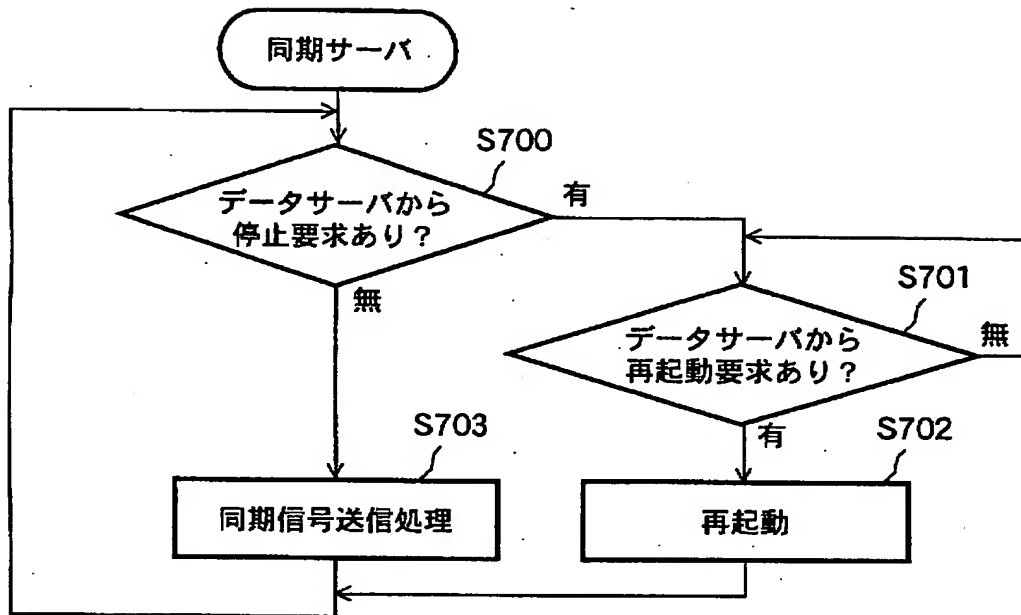 同期サーバ
S700
データサーバから
停止要求あり？
有
無
S701
データサーバから
再起動要求あり？
無
有
S703
同期信号送信処理
S702
再起動